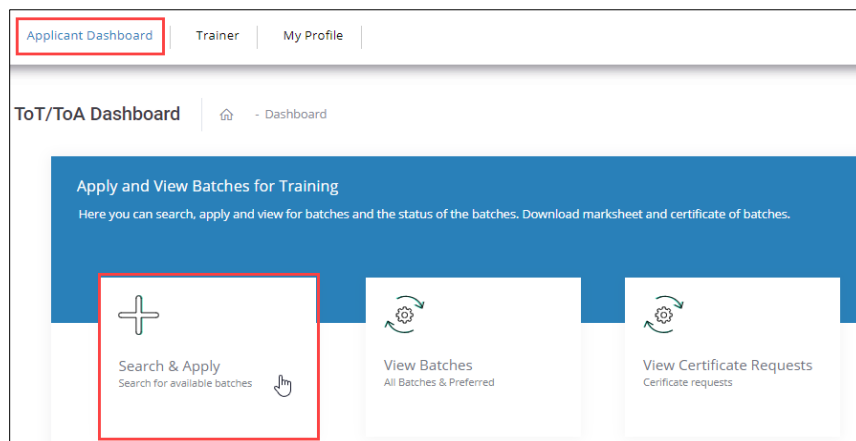 Applicant Dashboard Trainer My Profile
ToT/ToA Dashboard - Dashboard
Apply and View Batches for Training
Here you can search, apply and view for batches and the status of the batches. Download marksheet and certificate of batches.
Search & Apply
Search for available batches
View Batches
All Batches & Preferred
View Certificate Requests
Cerificate requests